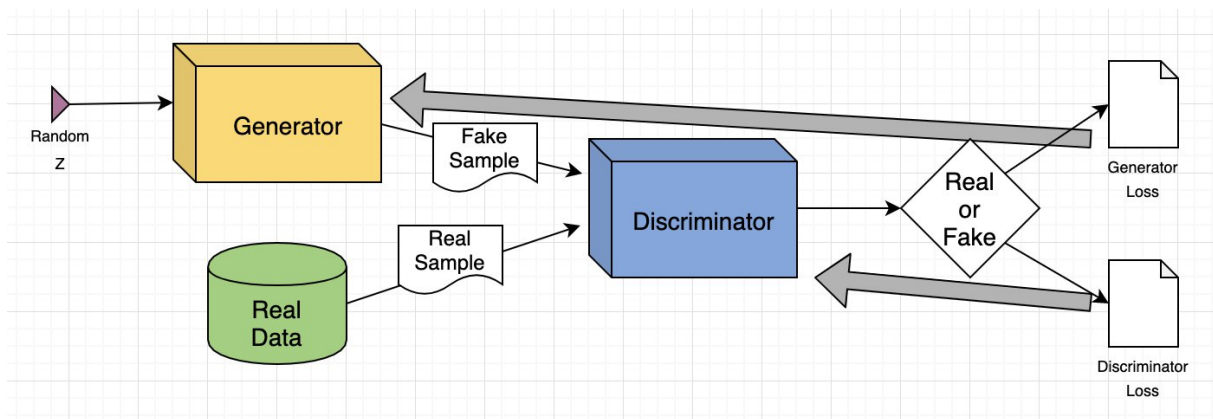 Random
Z
Generator
Fake
Sample
Real
Sample
Real
Data
Discriminator
Real
or
Fake
Generator
Loss
Discriminator
Loss